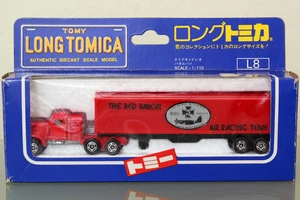 TOMY
LONG TOMICA
AUTHENTIC DIECAST SCALE MODEL
ロングトミカ
君のコレクションにトミカのロングサイズを!
SCALE:1/110
L8
THE RED BARON
AIR RACING TEAM
トミー